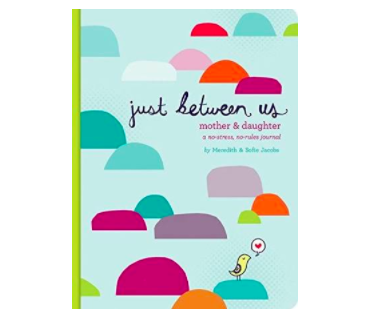 just between us
mother & daughter
a no-stress, no-rules journal
by Meredith & Sofie Jacobs